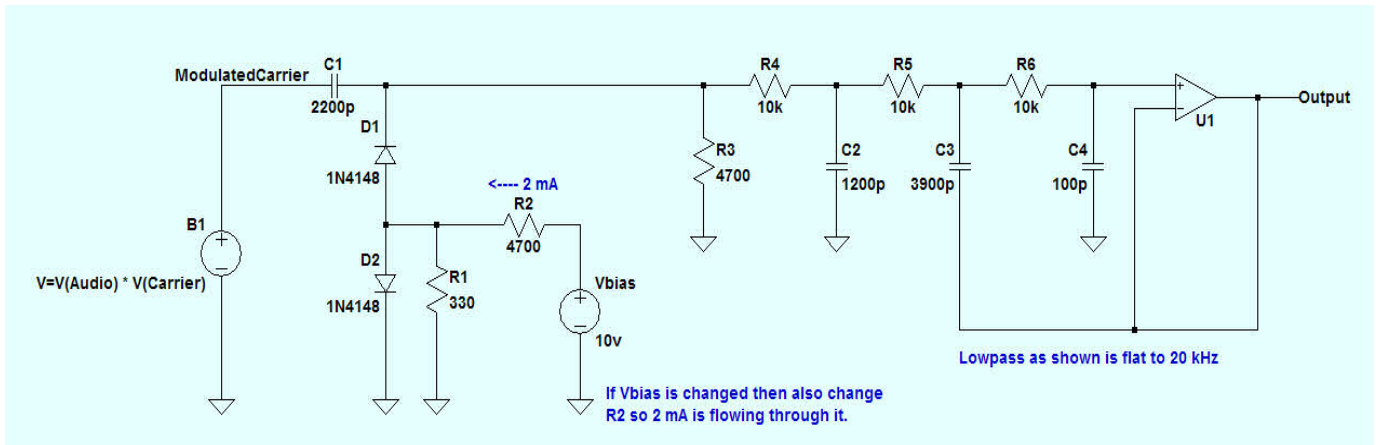 ModulatedCarrier
C1
2200p
D1
1N4148
<---- 2 mA
R2
4700
B1
V=V(Audio) * V(Carrier)
D2
1N4148
R1
330
Vbias
10v
If Vbias is changed then also change
R2 so 2 mA is flowing through it.
R3
4700
R4
10k
C2
1200p
R5
10k
C3
3900p
R6
10k
C4
100p
U1
Output
Lowpass as shown is flat to 20 kHz